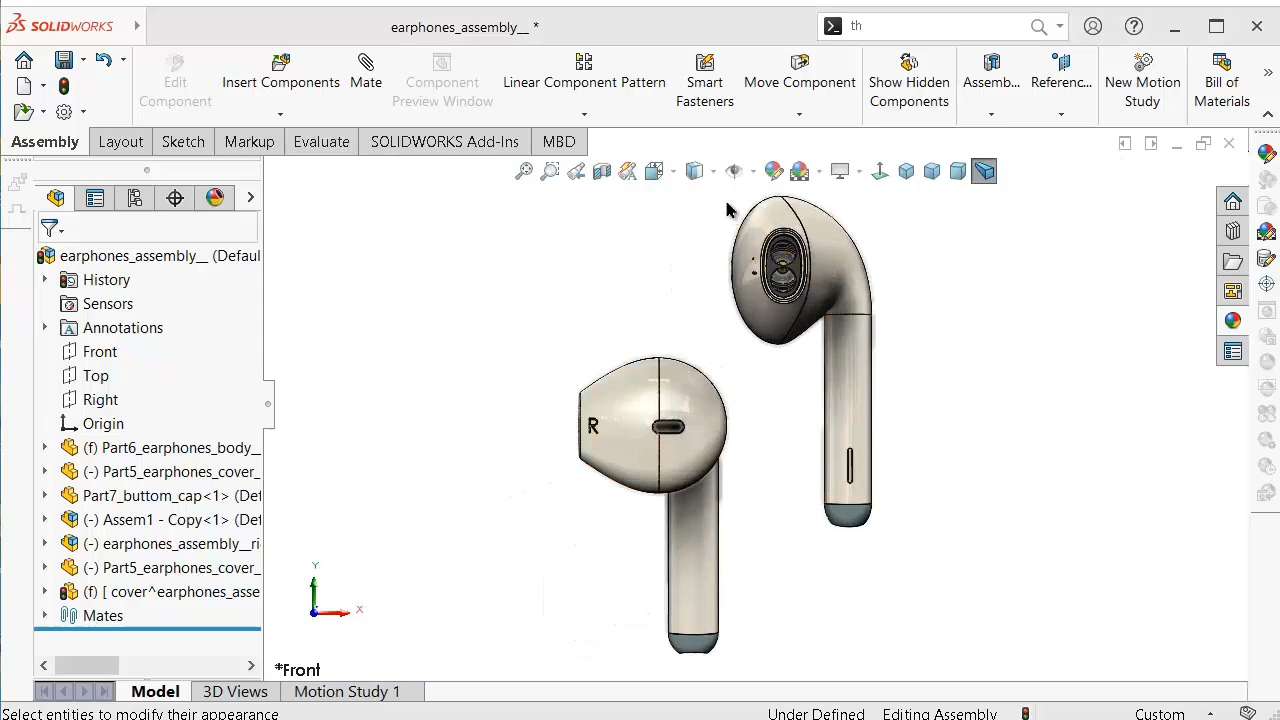 SOLIDWORKS
earphones_assembly__ *
th
Edit Component
Insert Components
Mate
Component Preview Window
Linear Component Pattern
Smart Fasteners
Move Component
Show Hidden Components
Assemb...
Referenc...
New Motion Study
Bill of Materials
Assembly
Layout
Sketch
Markup
Evaluate
SOLIDWORKS Add-Ins
MBD
earphones_assembly__ (Defaul
History
Sensors
Annotations
Front
Top
Right
Origin
(f) Part6_earphones_body_
(-) Part5_earphones_cover_
Part7_buttom_cap<1> (Def
(-) Assem1 - Copy<1> (Def
(-) earphones_assembly__ri
(-) Part5_earphones_cover_
(f) [ cover^earphones_asse
Mates
R
Y
X
*Front
Model
3D Views
Motion Study 1
Select entities to modify their appearance
Under Defined
Editing Assembly
Custom